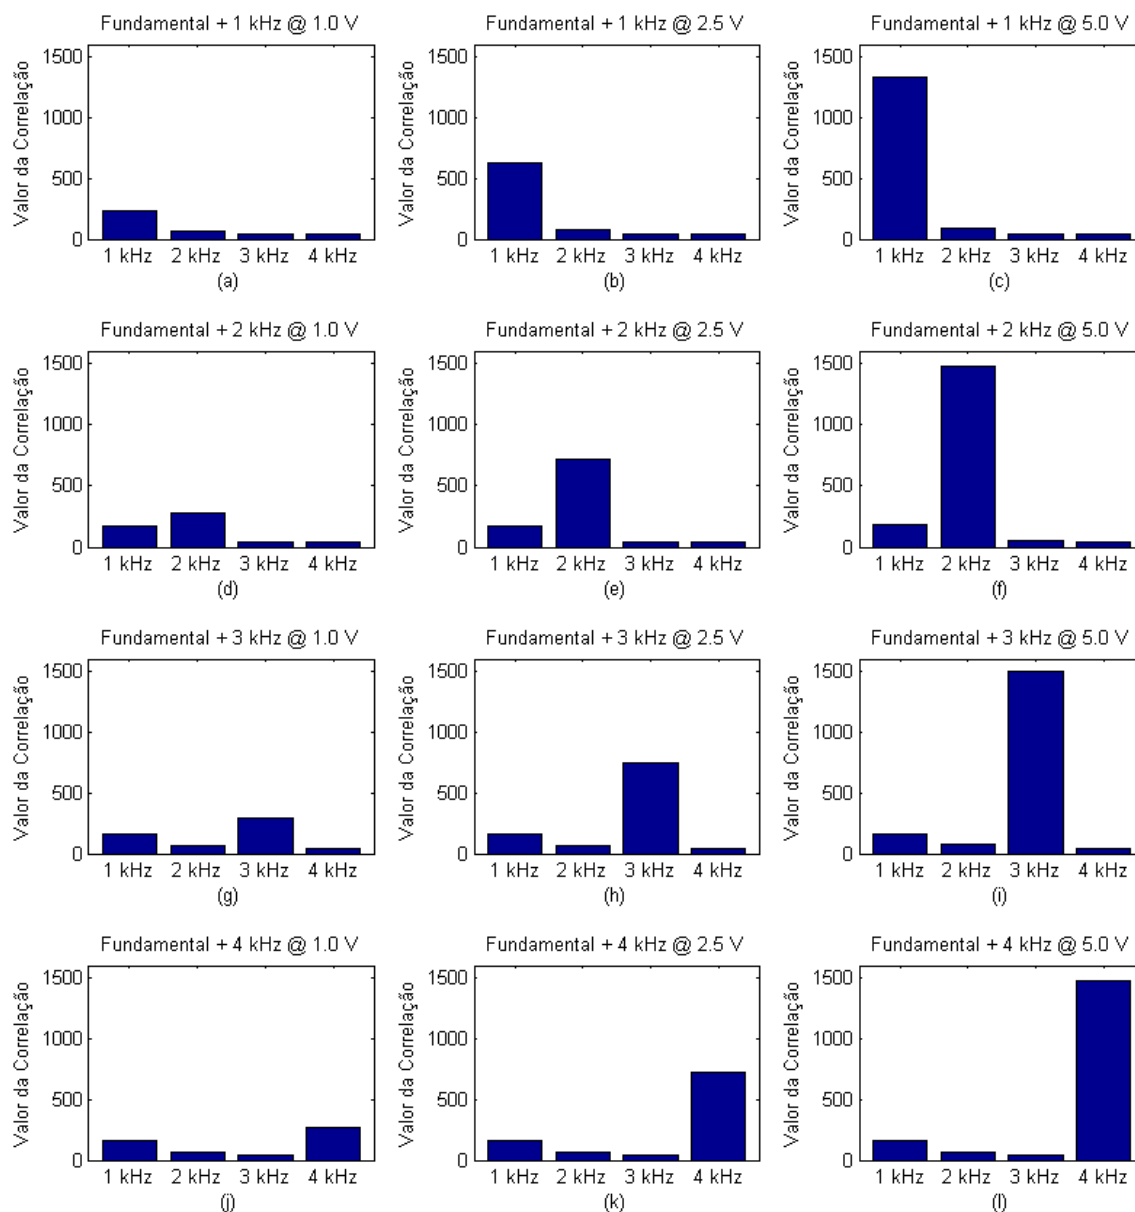 Fundamental + 1 kHz @ 1.0 V
Valor da Correlação
1500
1000
500
0
1 kHz 2 kHz 3 kHz 4 kHz
(a)
Fundamental + 1 kHz @ 2.5 V
Valor da Correlação
1500
1000
500
0
1 kHz 2 kHz 3 kHz 4 kHz
(b)
Fundamental + 1 kHz @ 5.0 V
Valor da Correlação
1500
1000
500
0
1 kHz 2 kHz 3 kHz 4 kHz
(c)
Fundamental + 2 kHz @ 1.0 V
Valor da Correlação
1500
1000
500
0
1 kHz 2 kHz 3 kHz 4 kHz
(d)
Fundamental + 2 kHz @ 2.5 V
Valor da Correlação
1500
1000
500
0
1 kHz 2 kHz 3 kHz 4 kHz
(e)
Fundamental + 2 kHz @ 5.0 V
Valor da Correlação
1500
1000
500
0
1 kHz 2 kHz 3 kHz 4 kHz
(f)
Fundamental + 3 kHz @ 1.0 V
Valor da Correlação
1500
1000
500
0
1 kHz 2 kHz 3 kHz 4 kHz
(g)
Fundamental + 3 kHz @ 2.5 V
Valor da Correlação
1500
1000
500
0
1 kHz 2 kHz 3 kHz 4 kHz
(h)
Fundamental + 3 kHz @ 5.0 V
Valor da Correlação
1500
1000
500
0
1 kHz 2 kHz 3 kHz 4 kHz
(i)
Fundamental + 4 kHz @ 1.0 V
Valor da Correlação
1500
1000
500
0
1 kHz 2 kHz 3 kHz 4 kHz
(j)
Fundamental + 4 kHz @ 2.5 V
Valor da Correlação
1500
1000
500
0
1 kHz 2 kHz 3 kHz 4 kHz
(k)
Fundamental + 4 kHz @ 5.0 V
Valor da Correlação
1500
1000
500
0
1 kHz 2 kHz 3 kHz 4 kHz
(l)